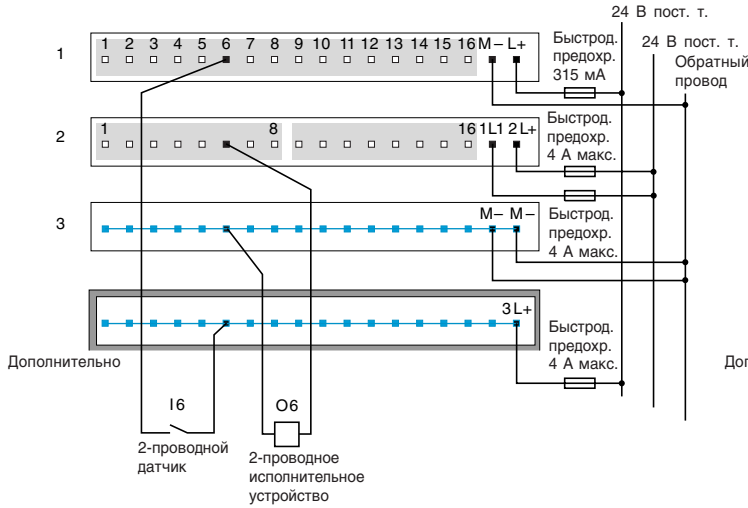 24 В пост. т.
24 В пост. т.
Обратный
провод
1
1 2 3 4 5 6 7 8 9 10 11 12 13 14 15 16 M– L+
Быстрод.
предохр.
315 мА
2
1 8 16 1L1 2L+
Быстрод.
предохр.
4 А макс.
3
M– M–
Быстрод.
предохр.
4 А макс.
3L+
Быстрод.
предохр.
4 А макс.
Дополнительно
Доп
I6
O6
2-проводной
датчик
2-проводное
исполнительное
устройство